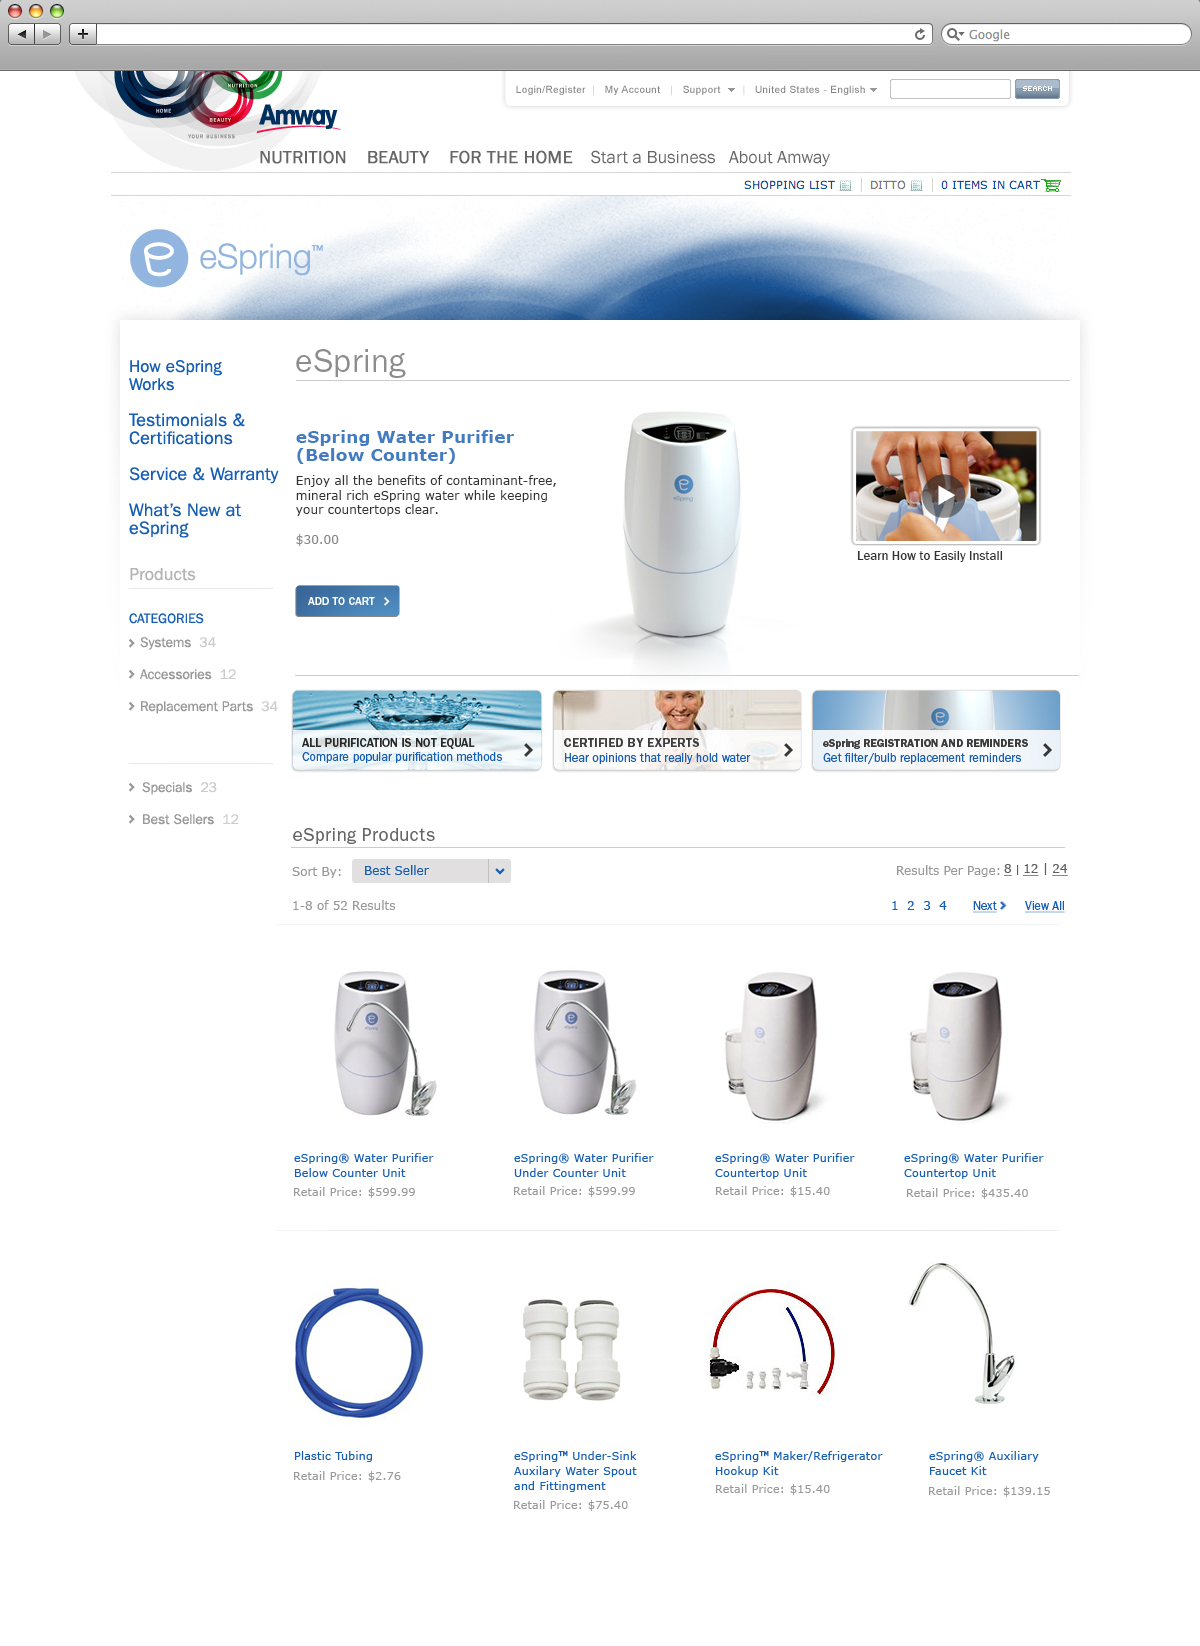 Google
NUTRITION
HOME
BEAUTY
YOUR BUSINESS
Amway
Login/Register | My Account | Support | United States - English
SEARCH
NUTRITION BEAUTY FOR THE HOME Start a Business About Amway
SHOPPING LIST | DITTO | 0 ITEMS IN CART
e eSpring™
How eSpring
Works
Testimonials &
Certifications
Service & Warranty
What's New at
eSpring
Products
CATEGORIES
Systems 34
Accessories 12
Replacement Parts 34
Specials 23
Best Sellers 12
eSpring
eSpring Water Purifier
(Below Counter)
Enjoy all the benefits of contaminant-free,
mineral rich eSpring water while keeping
your countertops clear.
$30.00
ADD TO CART
e
eSpring
Learn How to Easily Install
ALL PURIFICATION IS NOT EQUAL
Compare popular purification methods
CERTIFIED BY EXPERTS
Hear opinions that really hold water
eSpring REGISTRATION AND REMINDERS
Get filter/bulb replacement reminders
eSpring Products
Sort By: Best Seller
Results Per Page: 8 | 12 | 24
1-8 of 52 Results
1 2 3 4 Next View All
eSpring® Water Purifier
Below Counter Unit
Retail Price: $599.99
eSpring® Water Purifier
Under Counter Unit
Retail Price: $599.99
eSpring® Water Purifier
Countertop Unit
Retail Price: $15.40
eSpring® Water Purifier
Countertop Unit
Retail Price: $435.40
Plastic Tubing
Retail Price: $2.76
eSpring™ Under-Sink
Auxilary Water Spout
and Fittingment
Retail Price: $75.40
eSpring™ Maker/Refrigerator
Hookup Kit
Retail Price: $15.40
eSpring® Auxiliary
Faucet Kit
Retail Price: $139.15